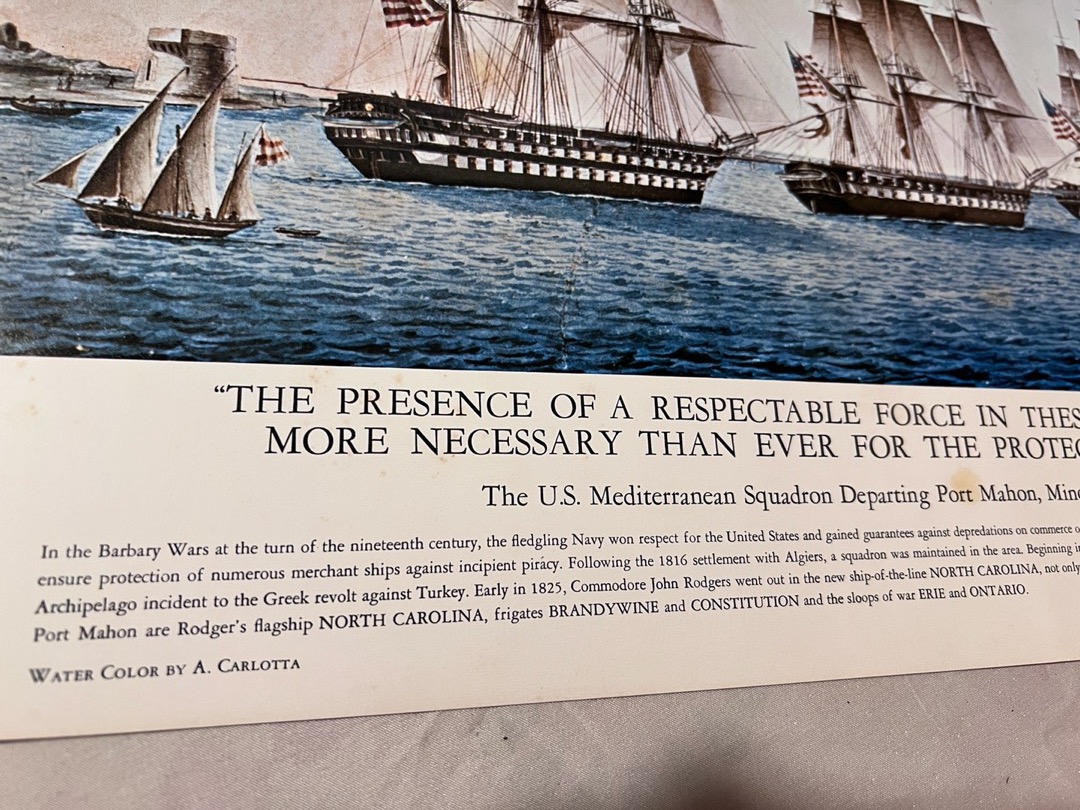 “THE PRESENCE OF A RESPECTABLE FORCE IN
MORE NECESSARY THAN EVER FOR THE
The U.S. Mediterranean Squadron Departing Port Mahon,
In the Barbary Wars at the turn of the nineteenth century, the fledgling Navy won respect for the United States and gained guarantees against depredations on commerce
ensure protection of numerous merchant ships against incipient piracy. Following the 1816 settlement with Algiers, a squadron was maintained in the area. Beginning
Archipelago incident to the Greek revolt against Turkey. Early in 1825, Commodore John Rodgers went out in the new ship-of-the-line NORTH CAROLINA, not only
Port Mahon are Rodger's flagship NORTH CAROLINA, frigates BRANDYWINE and CONSTITUTION and the sloops of war ERIE and ONTARIO.
WATER COLOR BY A. CARLOTTA